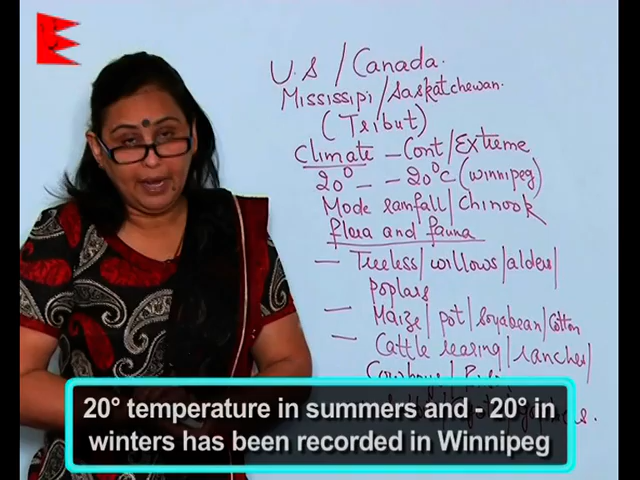 U.S / Canada.
Mississipi / Saskatchewan.
(Tribut)
Climate - Cont / Extreme
20° - - 20°C (Winnipeg)
Mode rainfall / Chinook
flora and fauna
- Treeless / willows / alder /
poplars
- Maize / pot / Soyabean / Cotton
- Cattle rearing / ranches /
20° temperature in summers and - 20° in
winters has been recorded in Winnipeg